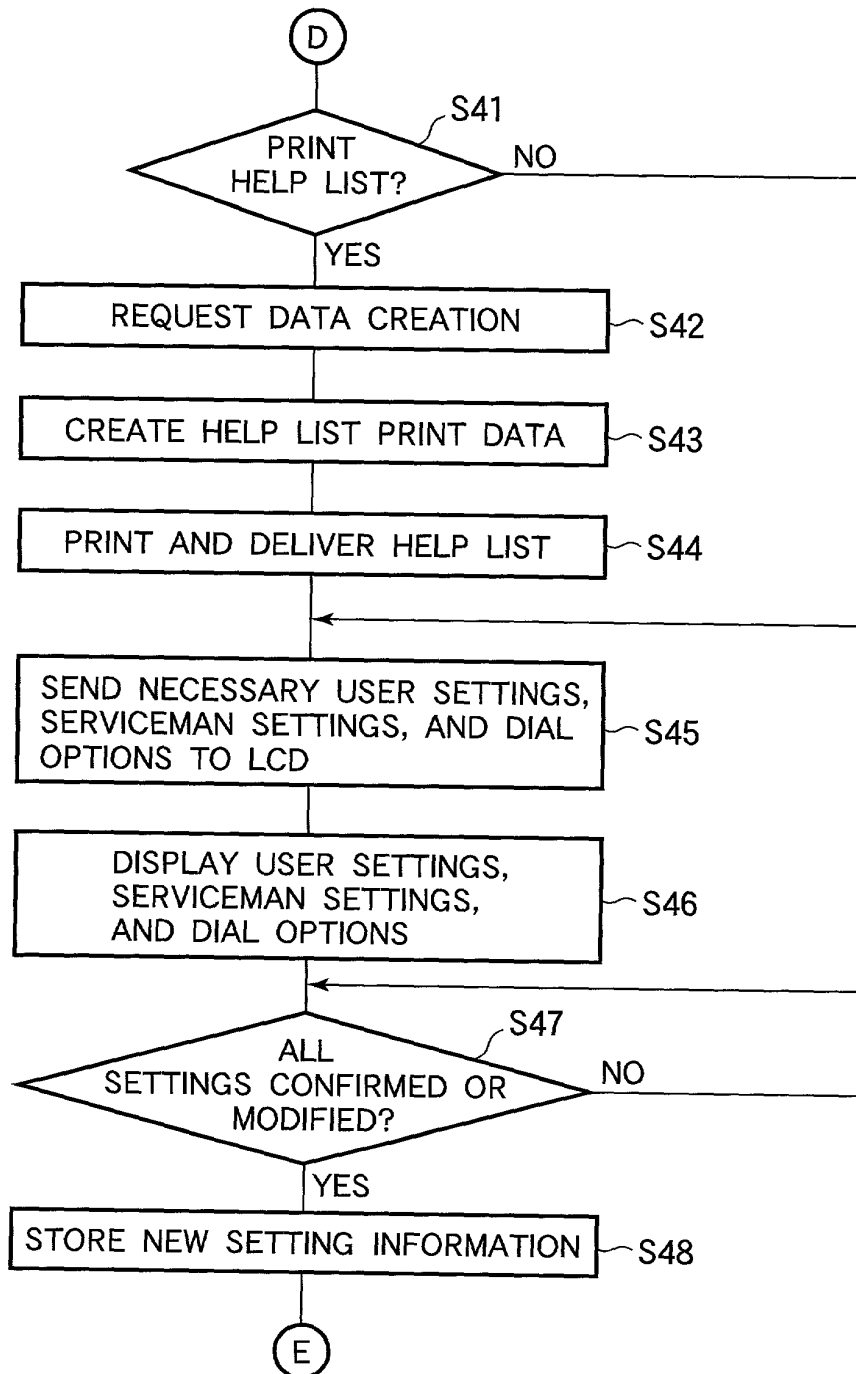 D
S41
PRINT
HELP LIST?
NO
YES
REQUEST DATA CREATION
S42
CREATE HELP LIST PRINT DATA
S43
PRINT AND DELIVER HELP LIST
S44
SEND NECESSARY USER SETTINGS,
SERVICEMAN SETTINGS, AND DIAL
OPTIONS TO LCD
S45
DISPLAY USER SETTINGS,
SERVICEMAN SETTINGS,
AND DIAL OPTIONS
S46
S47
ALL
SETTINGS CONFIRMED OR
MODIFIED?
NO
YES
STORE NEW SETTING INFORMATION
S48
E